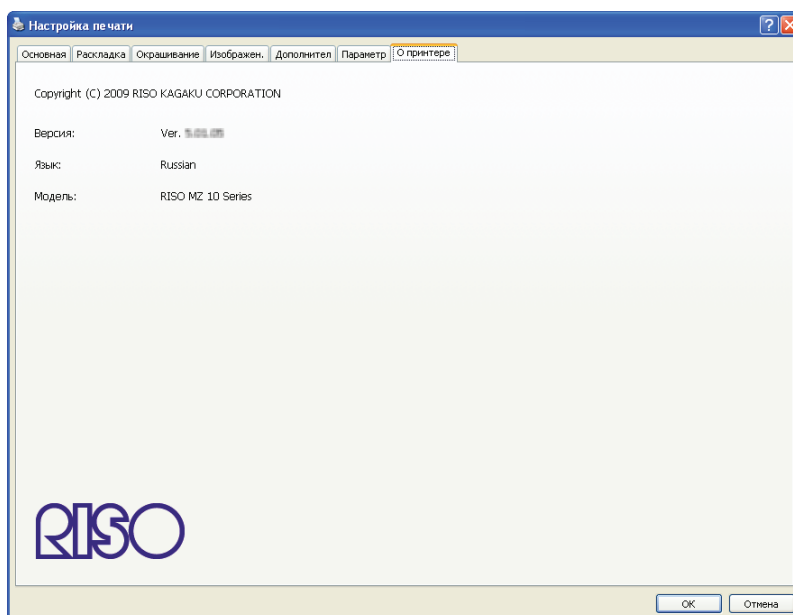 Настройка печати
Основная Раскладка Окрашивание Изображен. Дополнител Параметр О принтере
Copyright (C) 2009 RISO KAGAKU CORPORATION
Версия: Ver.
Язык: Russian
Модель: RISO MZ 10 Series
RISO
OK Отмена